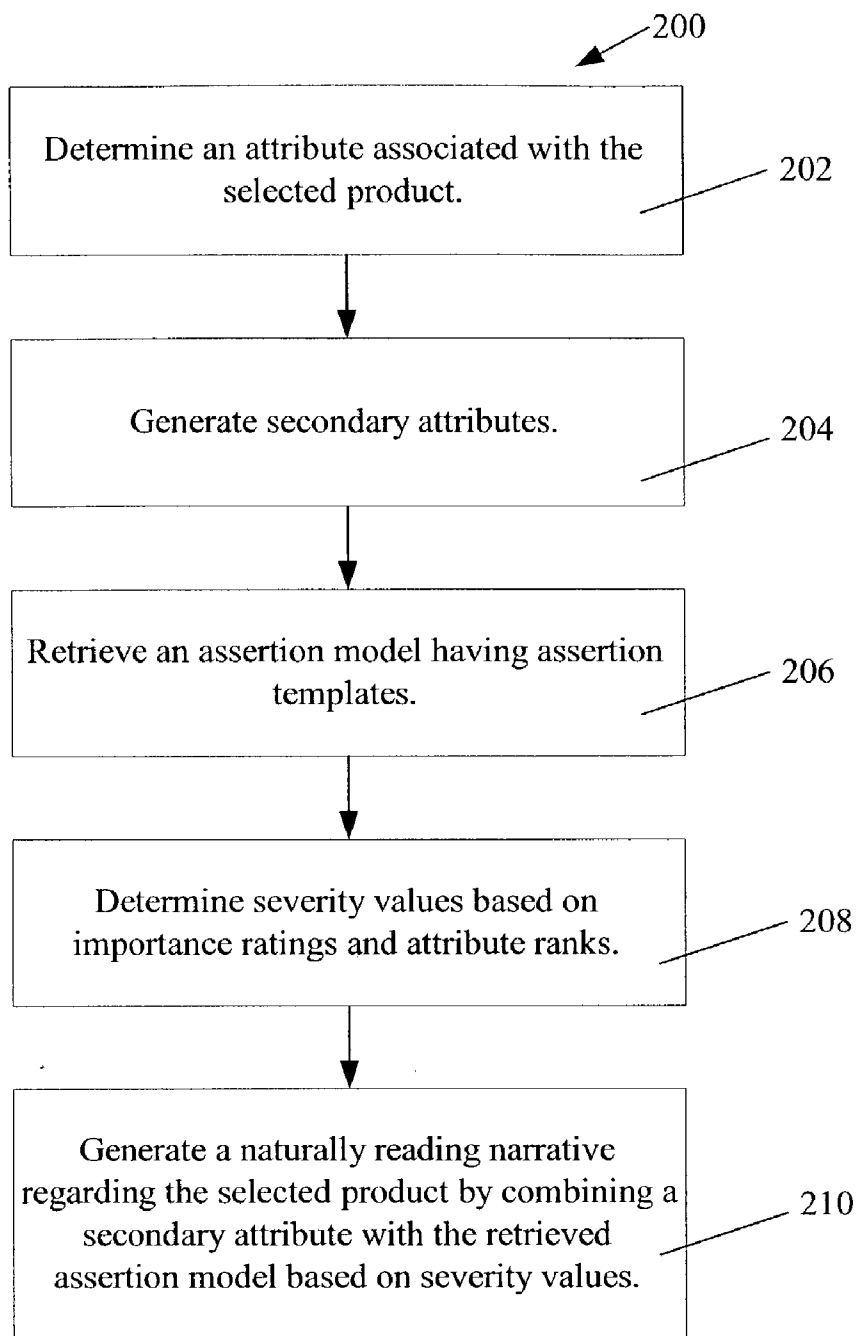 200
Determine an attribute associated with the
selected product.
202
Generate secondary attributes.
204
Retrieve an assertion model having assertion
templates.
206
Determine severity values based on
importance ratings and attribute ranks.
208
Generate a naturally reading narrative
regarding the selected product by combining a
secondary attribute with the retrieved
assertion model based on severity values.
210